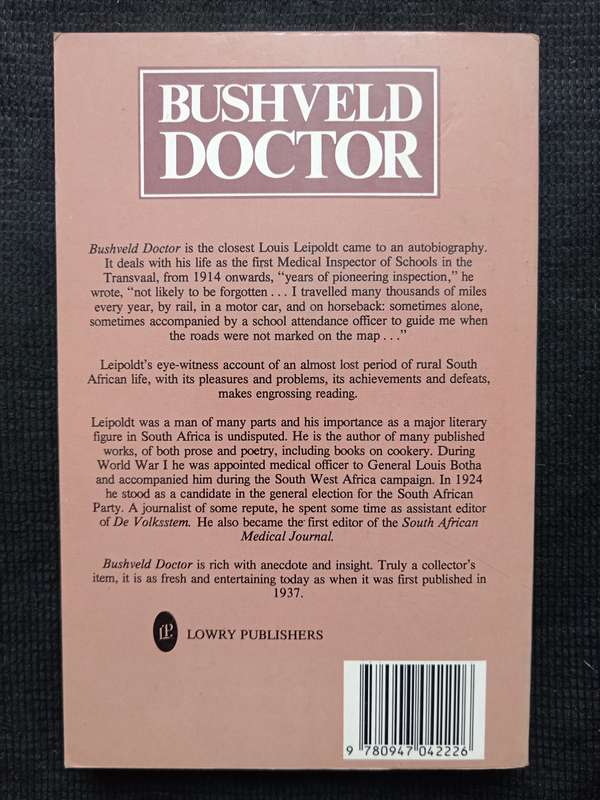 BUSHVELD
DOCTOR
Bushveld Doctor is the closest Louis Leipoldt came to an autobiography.
It deals with his life as the first Medical Inspector of Schools in the
Transvaal, from 1914 onwards, “years of pioneering inspection,” he
wrote, “not likely to be forgotten . . . I travelled many thousands of miles
every year, by rail, in a motor car, and on horseback: sometimes alone,
sometimes accompanied by a school attendance officer to guide me when
the roads were not marked on the map . . .”
Leipoldt’s eye-witness account of an almost lost period of rural South
African life, with its pleasures and problems, its achievements and defeats,
makes engrossing reading.
Leipoldt was a man of many parts and his importance as a major literary
figure in South Africa is undisputed. He is the author of many published
works, of both prose and poetry, including books on cookery. During
World War I he was appointed medical officer to General Louis Botha
and accompanied him during the South West Africa campaign. In 1924
he stood as a candidate in the general election for the South African
Party. A journalist of some repute, he spent some time as assistant editor
of De Volksstem. He also became the first editor of the South African
Medical Journal.
Bushveld Doctor is rich with anecdote and insight. Truly a collector’s
item, it is as fresh and entertaining today as when it was first published in
1937.
LP
LOWRY PUBLISHERS
9 780947 042226